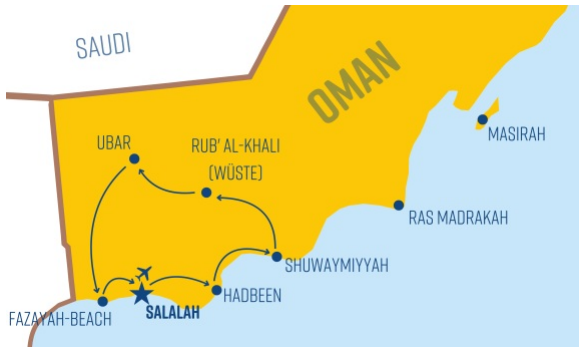 SAUDI
OMAN
UBAR
RUB' AL-KHALI
(WÜSTE)
MASIRAH
RAS MADRAKAH
SHUWAYMIYYAH
HADBEEN
SALALAH
FAZAYAH-BEACH